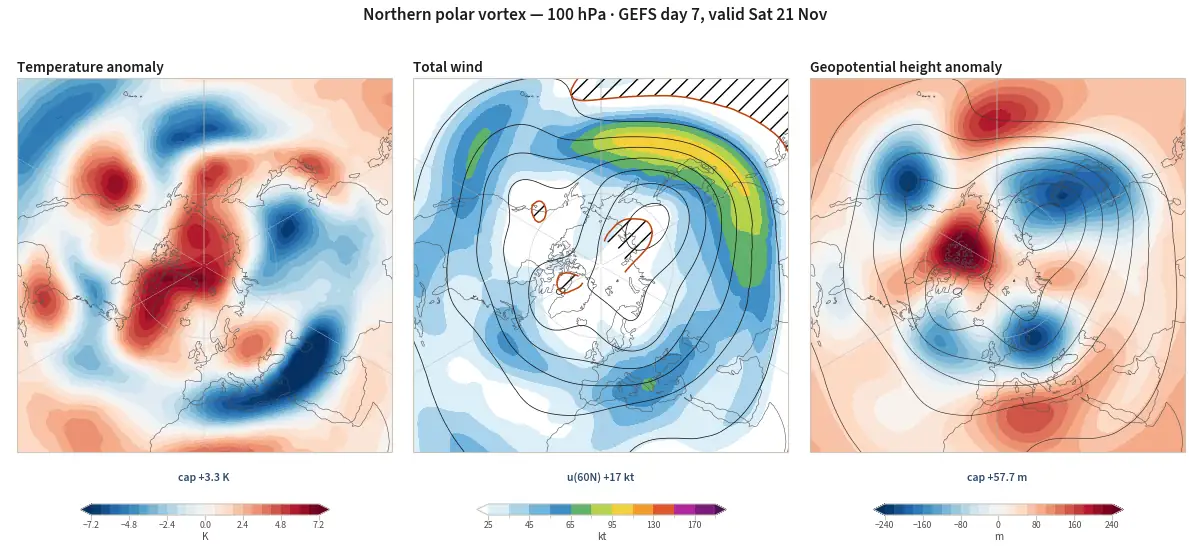 Northern polar vortex — 100 hPa · GEFS day 7, valid Sat 21 Nov
Temperature anomaly
Total wind
Geopotential height anomaly
cap +3.3 K
u(60N) +17 kt
cap +57.7 m
−7.2 −4.8 −2.4 0.0 2.4 4.8 7.2
K
25 45 65 95 130 170
kt
−240 −160 −80 0 80 160 240
m